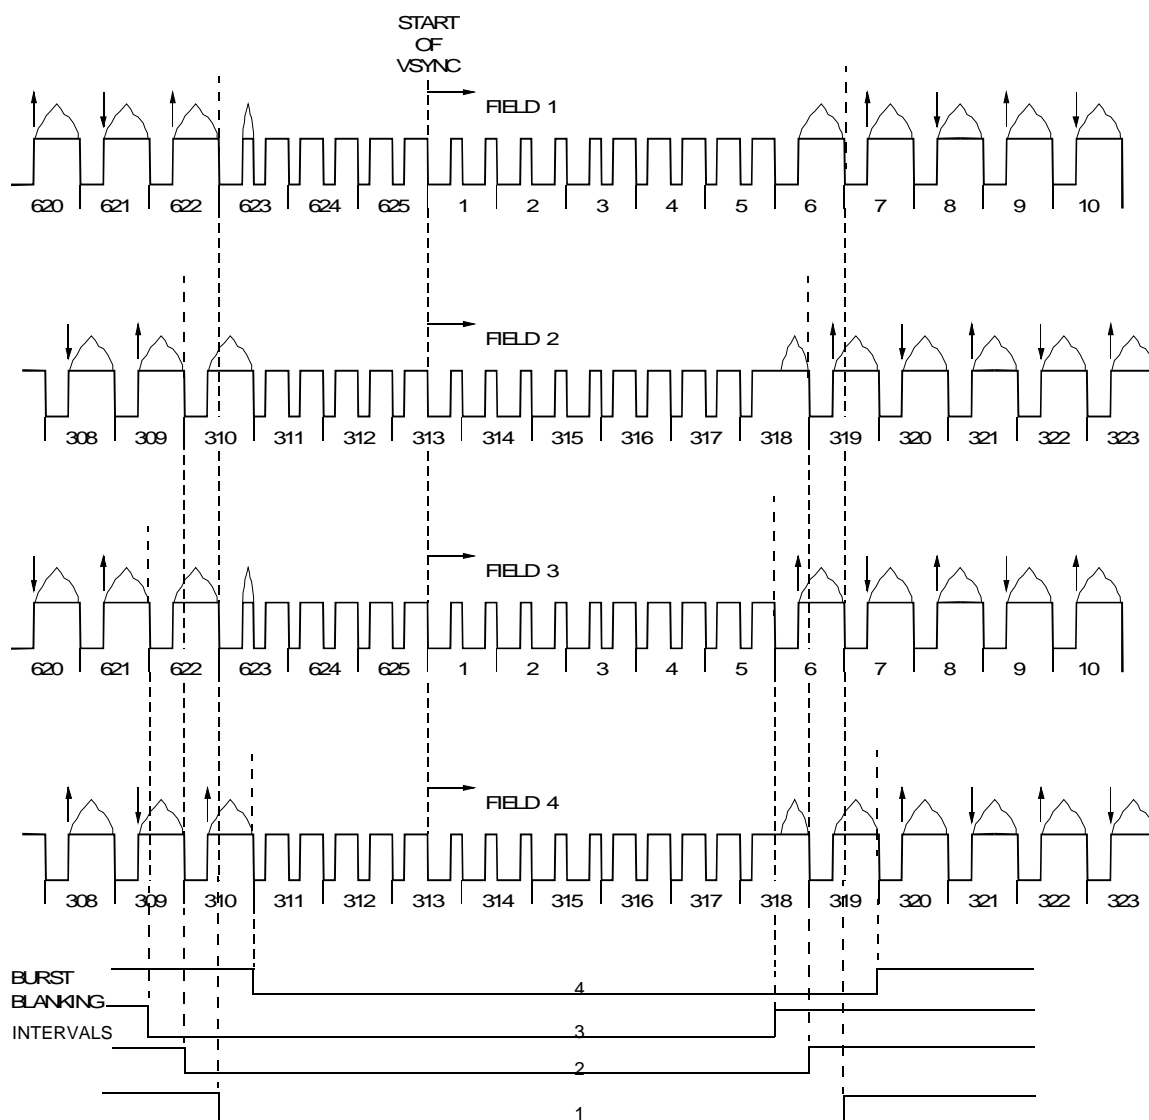 START
OF
VSYNC
FIELD 1
620 621 622 623 624 625 1 2 3 4 5 6 7 8 9 10
FIELD 2
308 309 310 311 312 313 314 315 316 317 318 319 320 321 322 323
FIELD 3
620 621 622 623 624 625 1 2 3 4 5 6 7 8 9 10
FIELD 4
308 309 310 311 312 313 314 315 316 317 318 319 320 321 322 323
BURST
4
BLANKING
INTERVALS
3
2
1